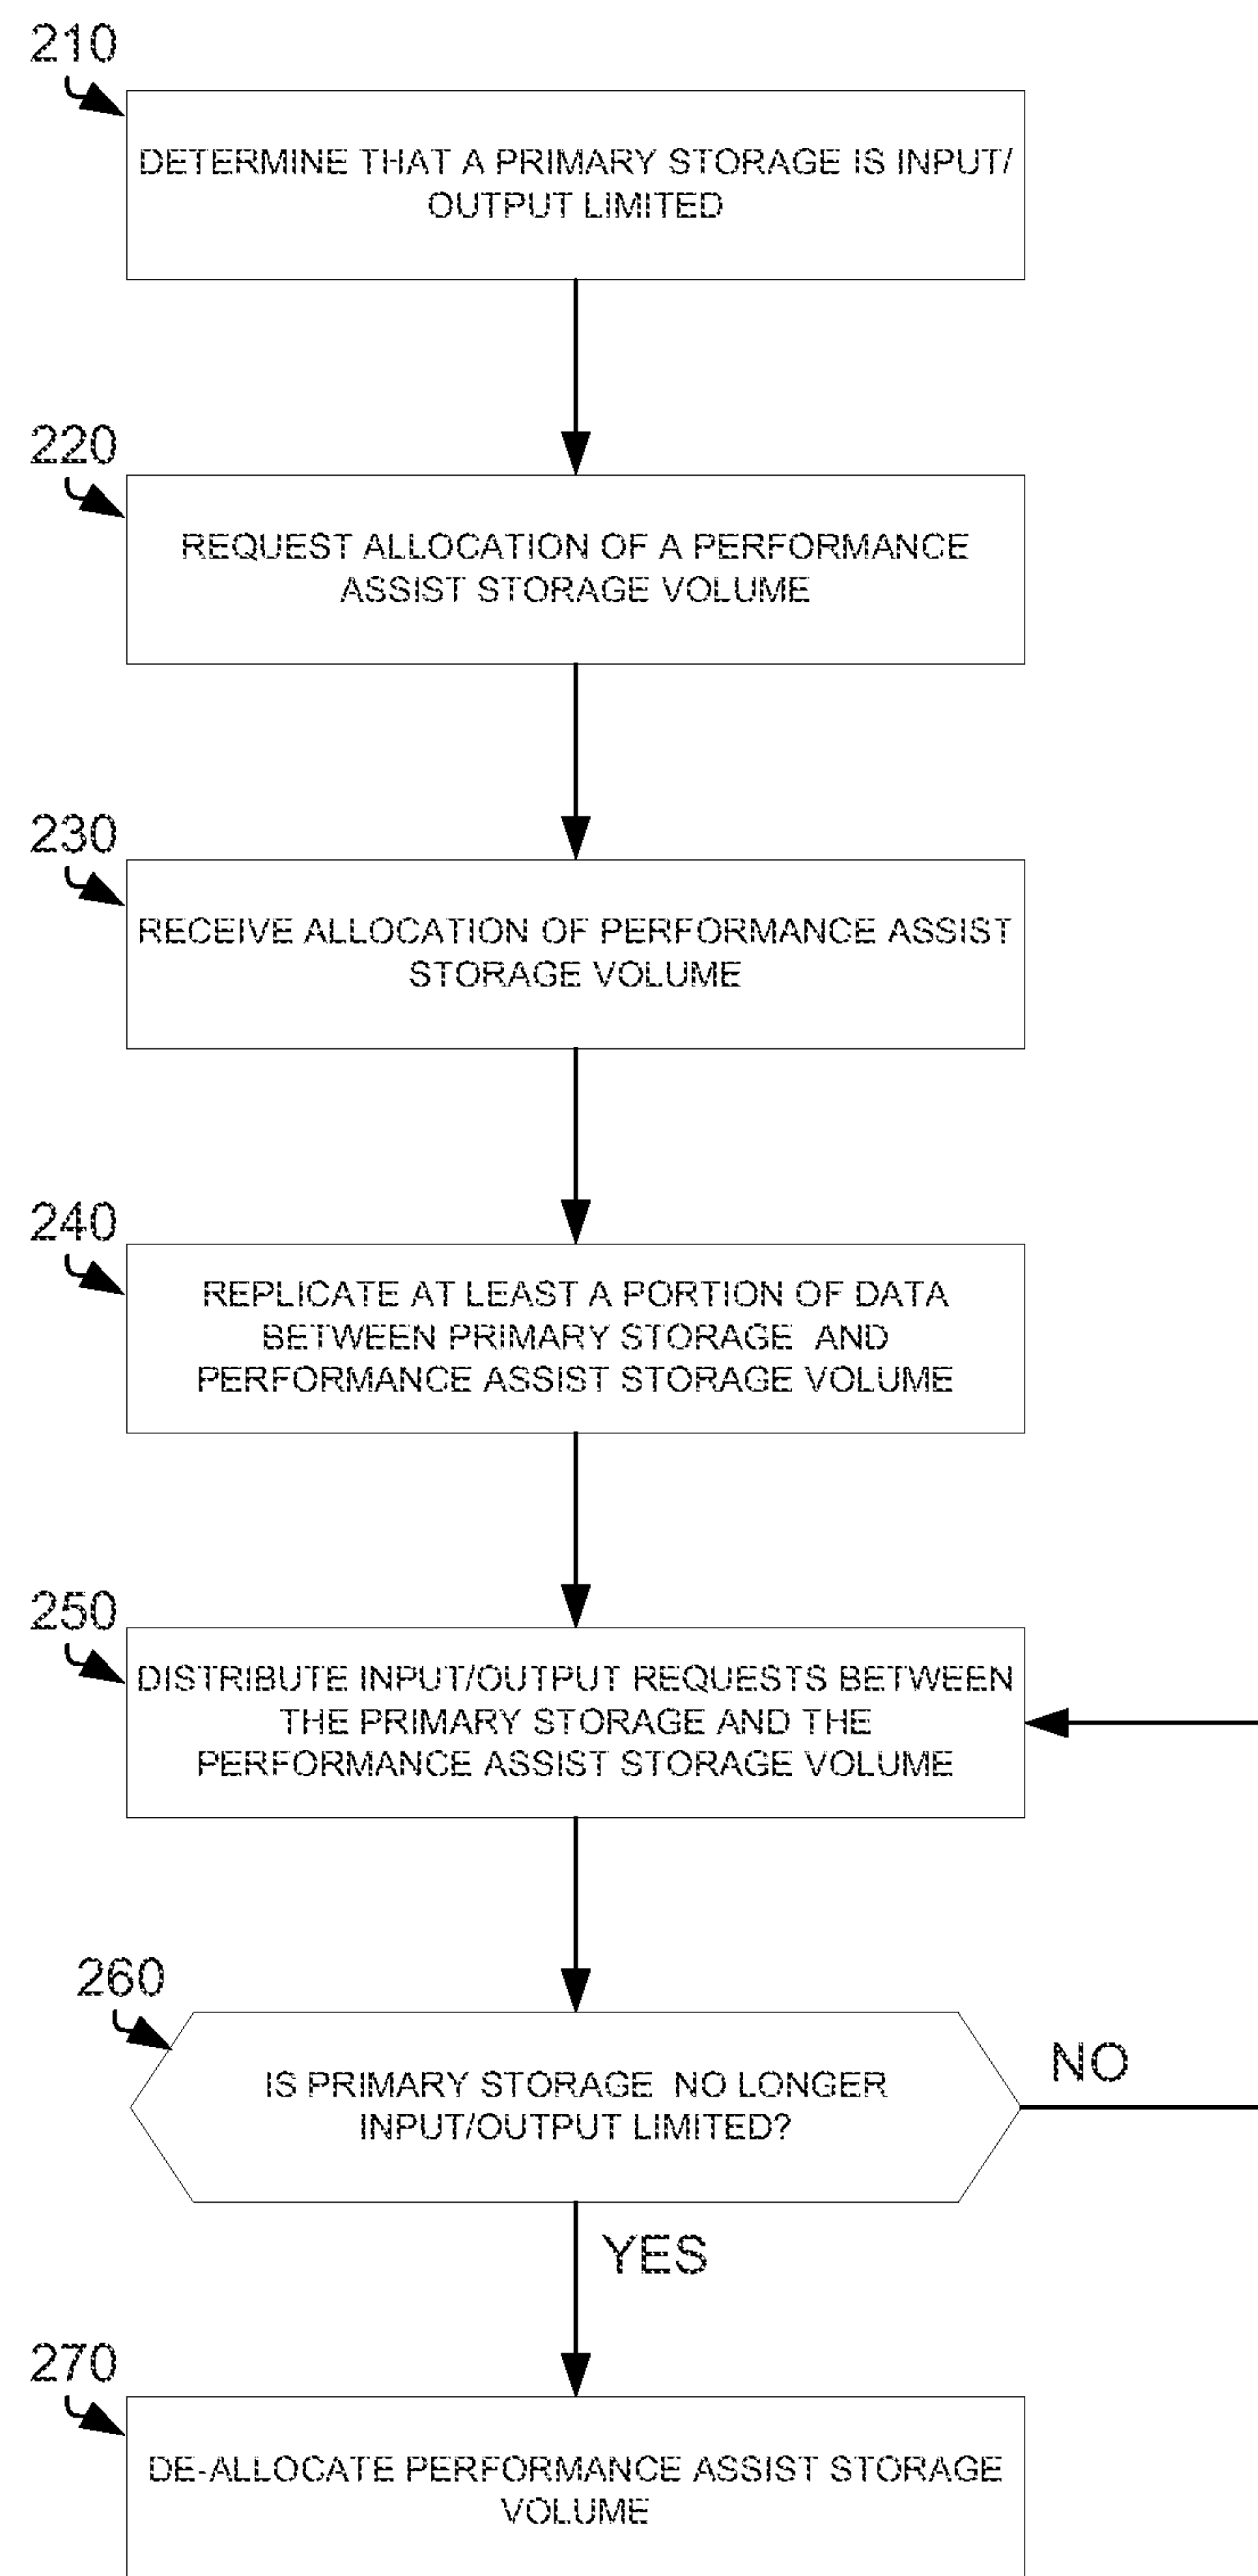 210
DETERMINE THAT A PRIMARY STORAGE IS INPUT/
OUTPUT LIMITED
220
REQUEST ALLOCATION OF A PERFORMANCE
ASSIST STORAGE VOLUME
230
RECEIVE ALLOCATION OF PERFORMANCE ASSIST
STORAGE VOLUME
240
REPLICATE AT LEAST A PORTION OF DATA
BETWEEN PRIMARY STORAGE AND
PERFORMANCE ASSIST STORAGE VOLUME
250
DISTRIBUTE INPUT/OUTPUT REQUESTS BETWEEN
THE PRIMARY STORAGE AND THE
PERFORMANCE ASSIST STORAGE VOLUME
260
IS PRIMARY STORAGE NO LONGER
INPUT/OUTPUT LIMITED?
NO
YES
270
DE-ALLOCATE PERFORMANCE ASSIST STORAGE
VOLUME